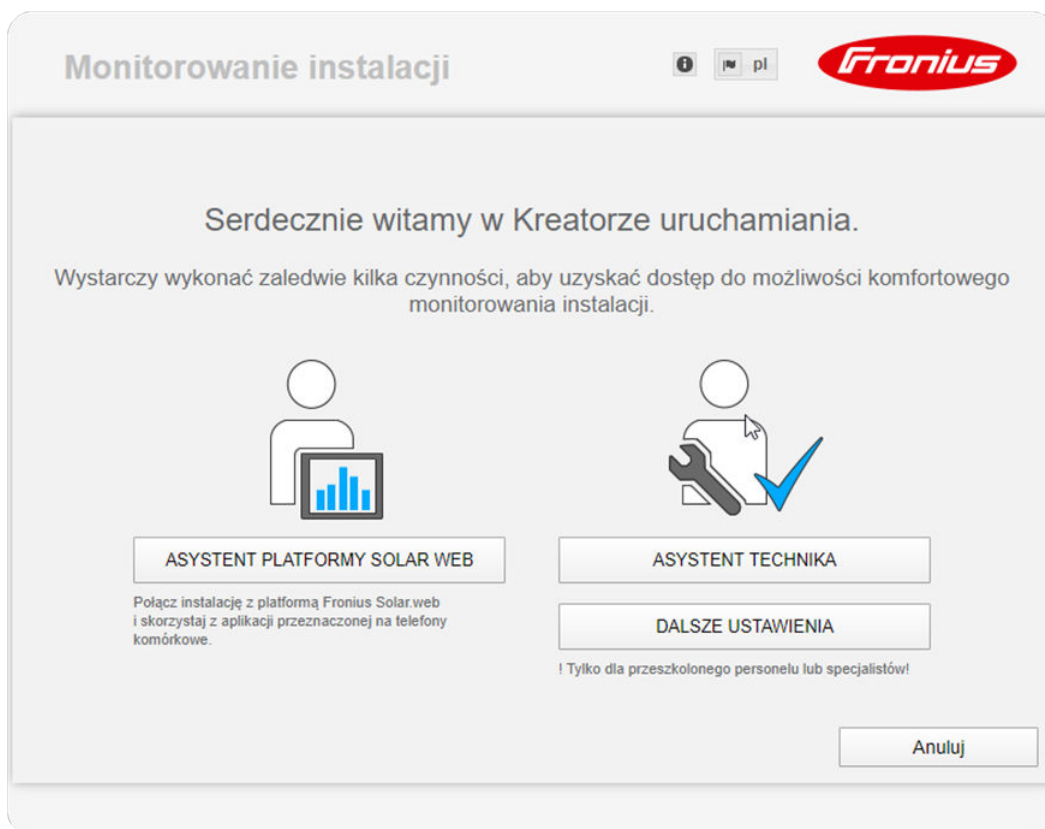 Monitorowanie instalacji
pl
Fronius
Serdecznie witamy w Kreatorze uruchamiania.
Wystarczy wykonać zaledwie kilka czynności, aby uzyskać dostęp do możliwości komfortowego
monitorowania instalacji.
ASYSTENT PLATFORMY SOLAR WEB
Połącz instalację z platformą Fronius Solar.web
i skorzystaj z aplikacji przeznaczonej na telefony
komórkowe.
ASYSTENT TECHNIKA
DALSZE USTAWIENIA
! Tylko dla przeszkolonego personelu lub specjalistów!
Anuluj